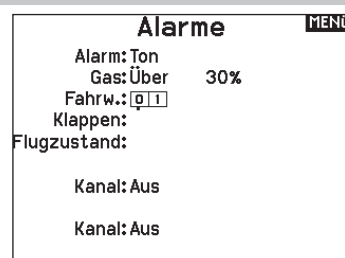 Alarme
MENÜ
Alarm: Ton
Gas: Über 30%
Fahrw.: 0 1
Klappen:
Flugzustand:
Kanal: Aus
Kanal: Aus